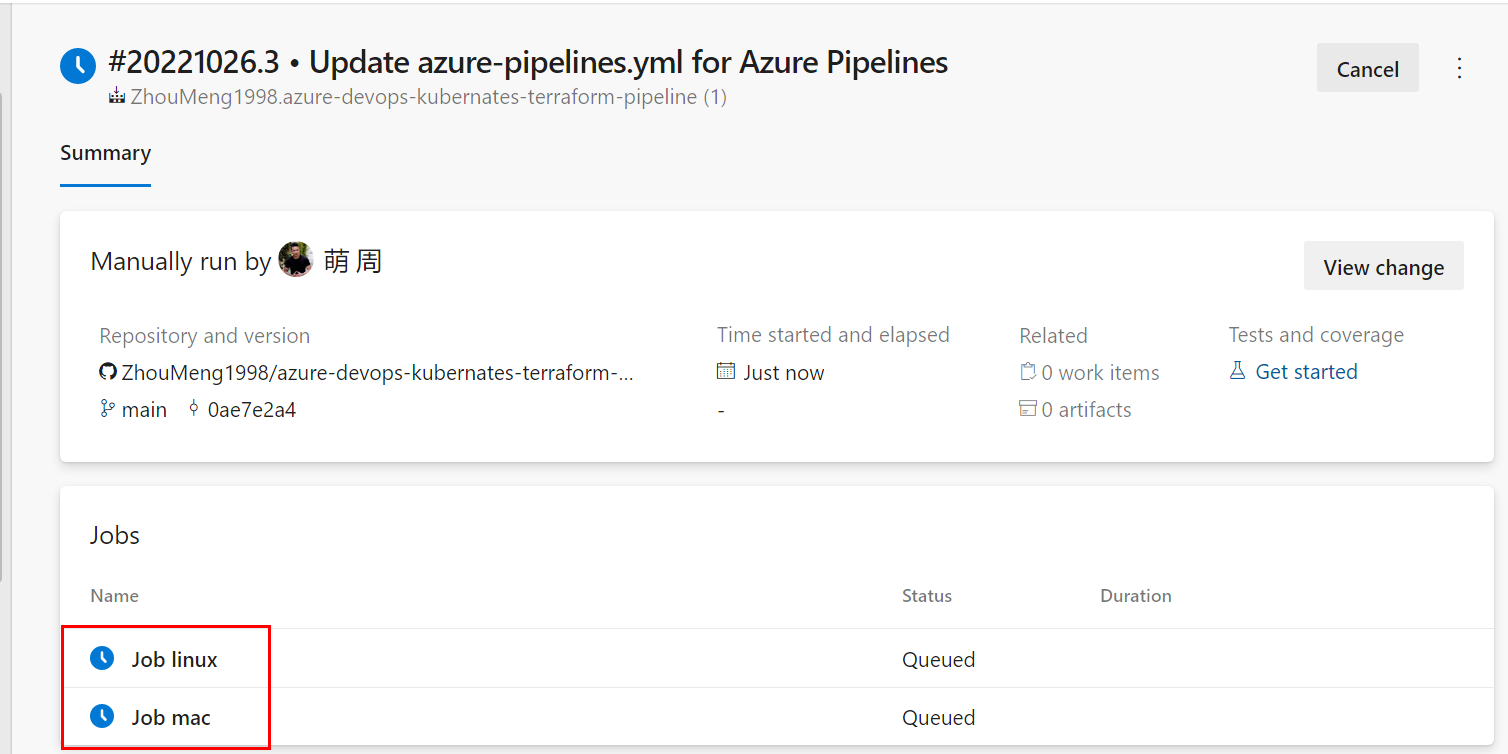 #20221026.3 • Update azure-pipelines.yml for Azure Pipelines
Cancel
ZhouMeng1998.azure-devops-kubernetes-terraform-pipeline (1)
Summary
Manually run by 萌 周
View change
Repository and version
Time started and elapsed
Related
Tests and coverage
ZhouMeng1998/azure-devops-kubernetes-terraform-...
Just now
0 work items
Get started
main 0ae7e2a4
-
0 artifacts
Jobs
Name Status Duration
Job linux Queued
Job mac Queued